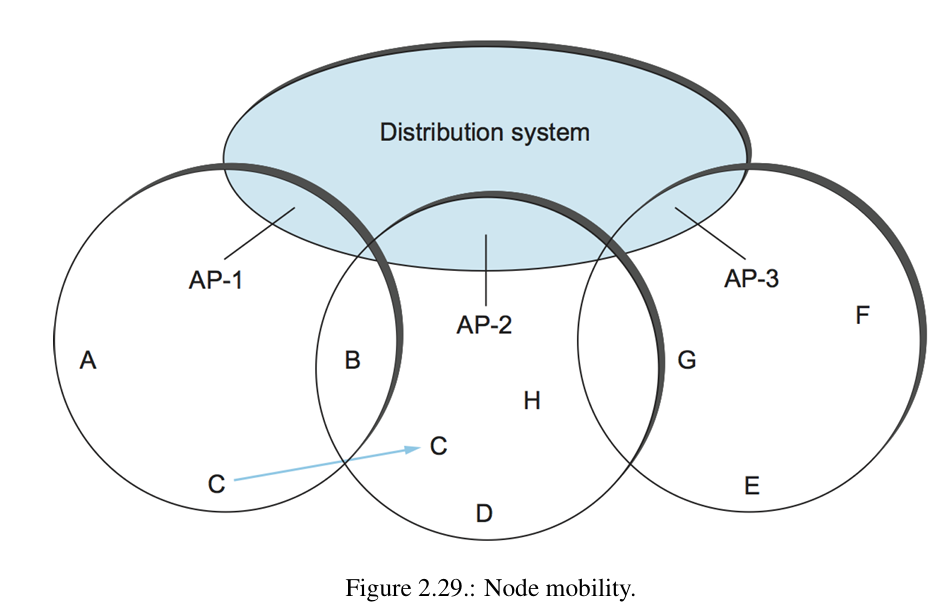 Distribution system
AP-1
AP-3
AP-2
F
A
B
G
H
C
C
E
D
Figure 2.29.: Node mobility.